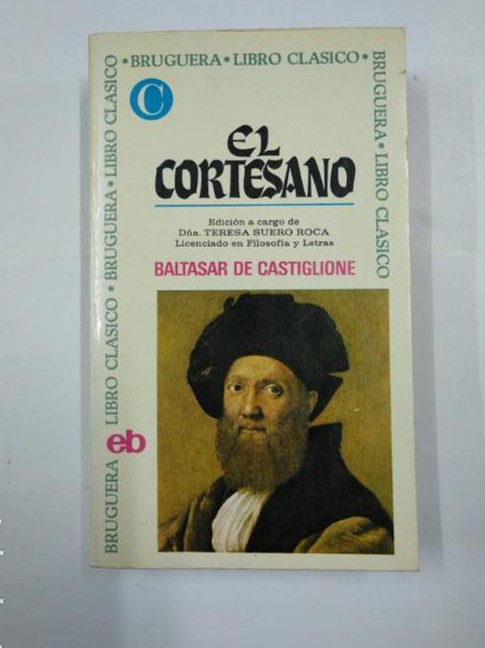 BRUGUERA * LIBRO CLASICO * BRUGUERA * LIBRO CLASICO * BRUGUERA * LIBRO CLASICO * BRUGUERA * LIBRO CLASICO
C
EL
CORTESANO
Edición a cargo de
Dña. TERESA SUERO ROCA
Licenciado en Filosofía y Letras
BALTASAR DE CASTIGLIONE
eb